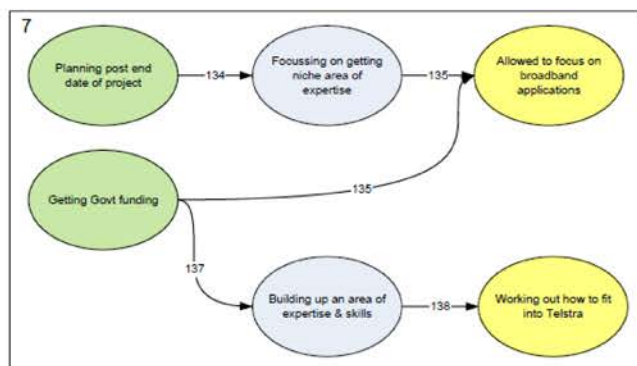 7
Planning post end
date of project
134
Focussing on getting
niche area of
expertise
135
Allowed to focus on
broadband
applications
Getting Govt funding
135
137
Building up an area of
expertise & skills
138
Working out how to fit
into Telstra